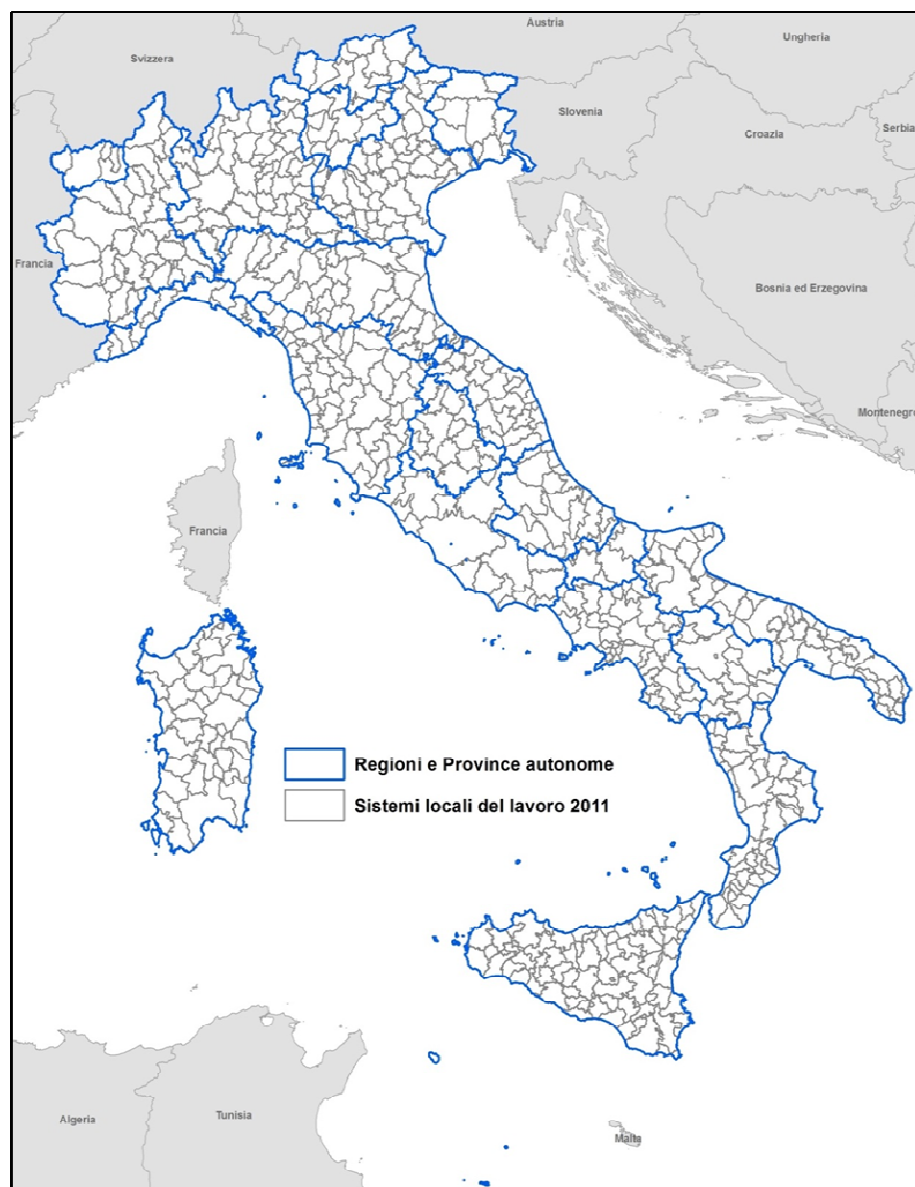 Austria
Ungheria
Svizzera
Slovenia
Croazia
Serbia
Francia
Bosnia ed Erzegovina
Montenegro
Francia
Regioni e Province autonome
Sistemi locali del lavoro 2011
Algeria
Tunisia
Malta